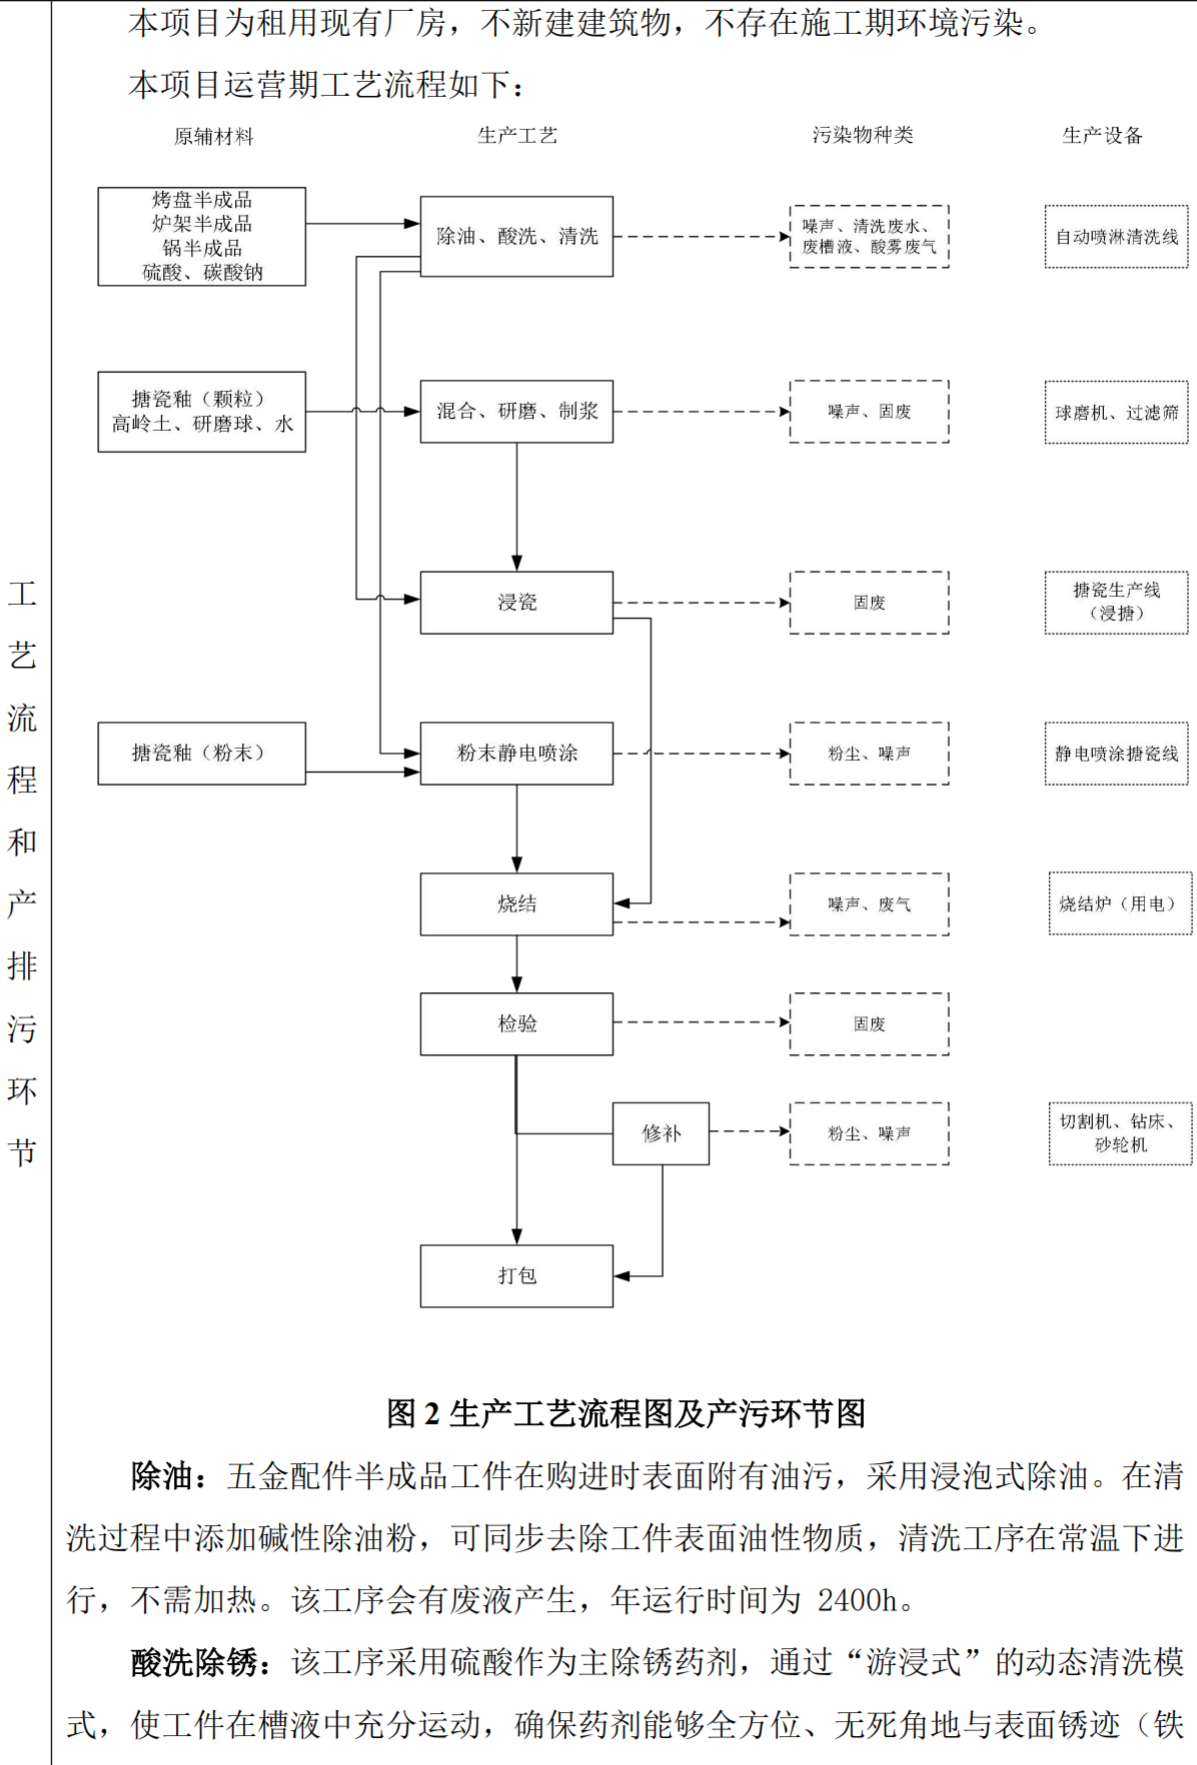 本项目为租用现有厂房，不新建建筑物，不存在施工期环境污染。
本项目运营期工艺流程如下：
原辅材料
生产工艺
污染物种类
生产设备
烤盘半成品
炉架半成品
锅半成品
硫酸、碳酸钠
除油、酸洗、清洗
噪声、清洗废水、
废槽液、酸雾废气
自动喷淋清洗线
搪瓷釉（颗粒）
高岭土、研磨球、水
混合、研磨、制浆
噪声、固废
球磨机、过滤筛
浸瓷
固废
搪瓷生产线
（浸搪）
搪瓷釉（粉末）
粉末静电喷涂
粉尘、噪声
静电喷涂搪瓷线
烧结
噪声、废气
烧结炉（用电）
检验
固废
修补
粉尘、噪声
切割机、钻床、
砂轮机
打包
工
艺
流
程
和
产
排
污
环
节
图 2 生产工艺流程图及产污环节图
除油：五金配件半成品工件在购进时表面附有油污，采用浸泡式除油。在清
洗过程中添加碱性除油粉，可同步去除工件表面油性物质，清洗工序在常温下进
行，不需加热。该工序会有废液产生，年运行时间为 2400h。
酸洗除锈：该工序采用硫酸作为主除锈药剂，通过“游浸式”的动态清洗模
式，使工件在槽液中充分运动，确保药剂能够全方位、无死角地与表面锈迹（铁